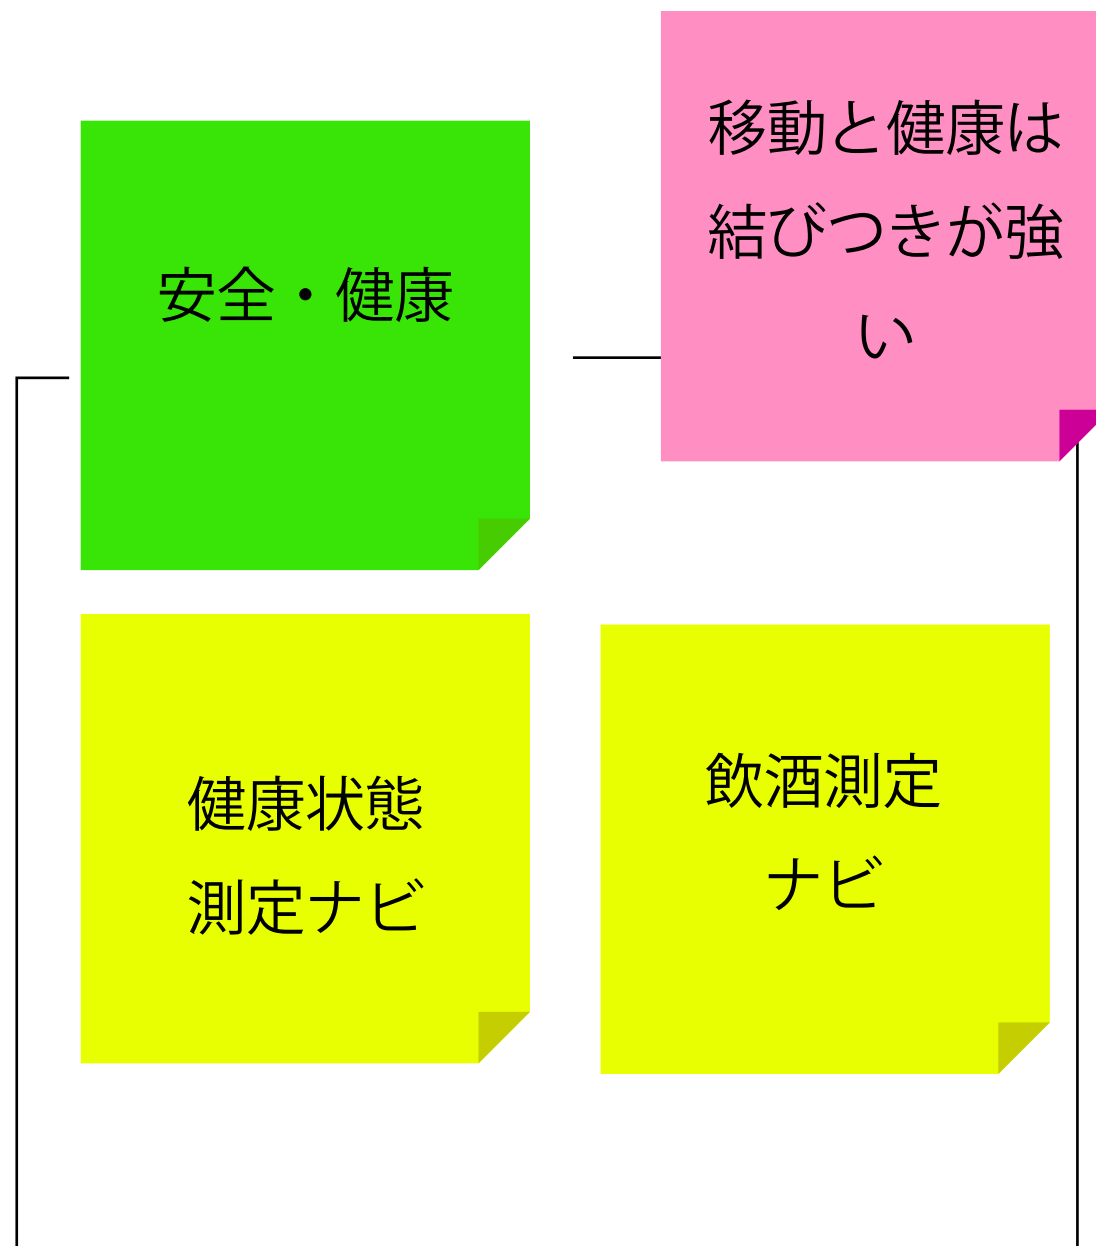 安全・健康
移動と健康は
結びつきが強
い
健康状態
測定ナビ
飲酒測定
ナビ